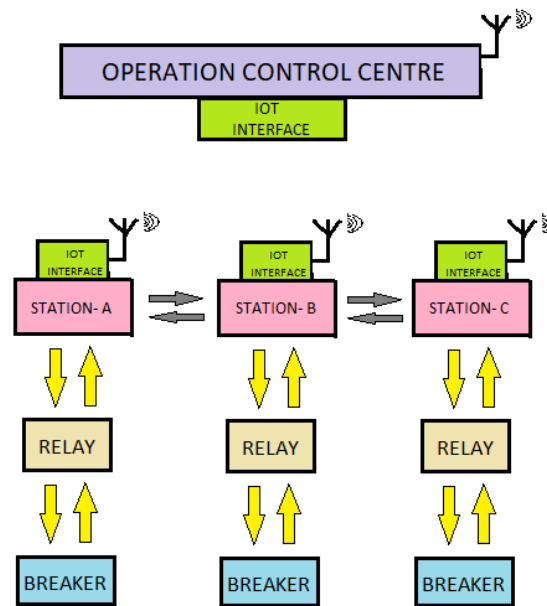 OPERATION CONTROL CENTRE
IOT
INTERFACE
IOT
INTERFACE
IOT
INTERFACE
IOT
INTERFACE
STATION- A
STATION- B
STATION- C
RELAY
RELAY
RELAY
BREAKER
BREAKER
BREAKER